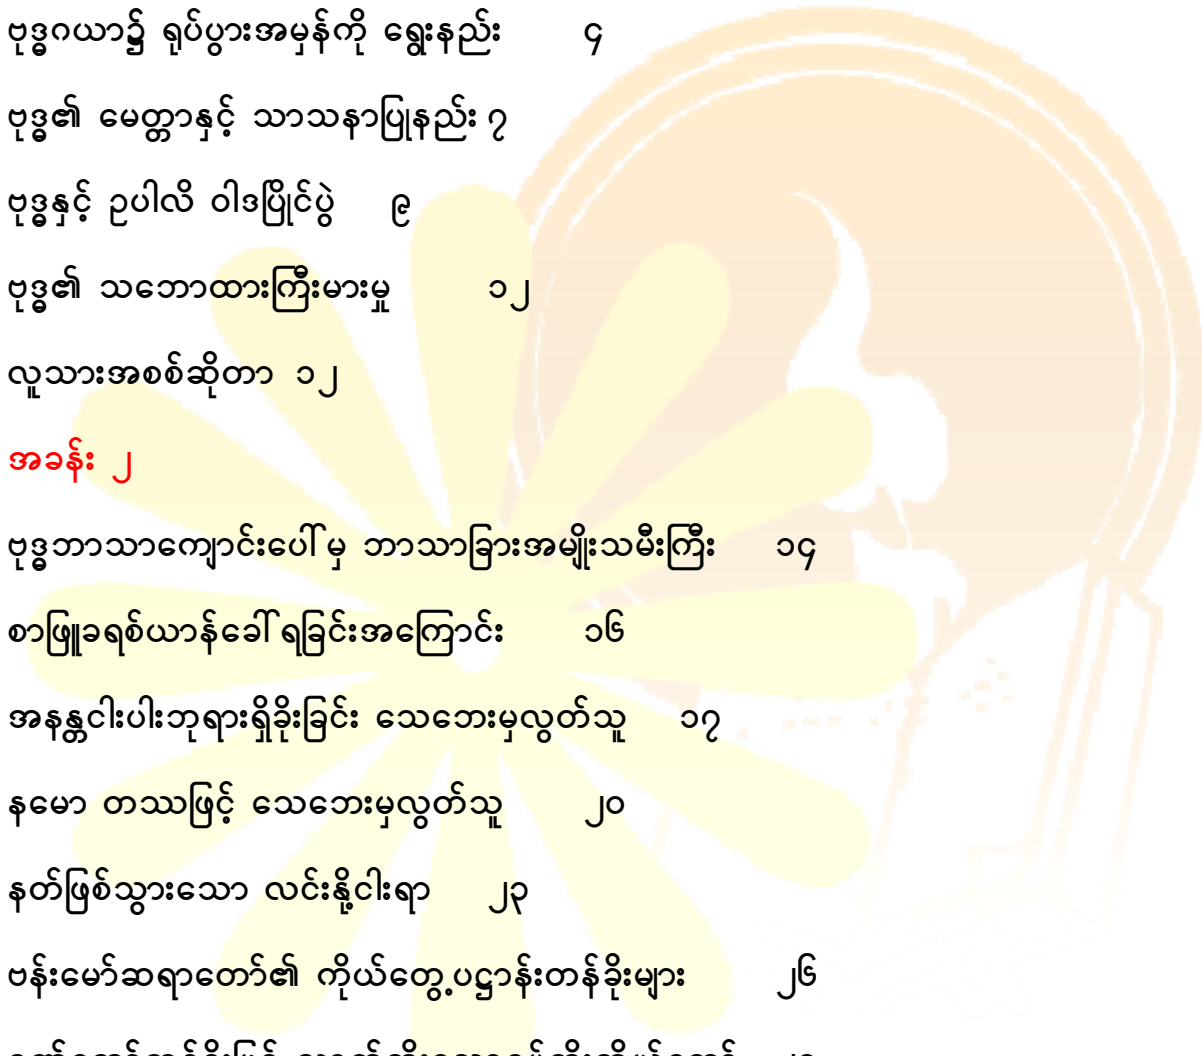 ဗုဒ္ဓဂယာ၌ ရုပ်ပွားအမှန်ကို ရွေးနည်း ၄
ဗုဒ္ဓ၏ မေတ္တာနှင့် သာသနာပြုနည်း ၇
ဗုဒ္ဓနှင့် ဥပါလိ ဝါဒပြိုင်ပွဲ ၉
ဗုဒ္ဓ၏ သဘောထားကြီးမားမှု ၁၂
လူသားအစစ်ဆိုတာ ၁၂
အခန်း ၂
ဗုဒ္ဓဘာသာကျောင်းပေါ်မှ ဘာသာခြားအမျိုးသမီးကြီး ၁၄
စာဖြူခရစ်ယာန်ခေါ်ရခြင်းအကြောင်း ၁၆
အနန္တငါးပါးဘုရားရှိခိုးခြင်း သေဘေးမှလွတ်သူ ၁၇
နမော တဿဖြင့် သေဘေးမှလွတ်သူ ၂၀
နတ်ဖြစ်သွားသော လင်းနို့ငါးရာ ၂၃
ဗန်းမော်ဆရာတော်၏ ကိုယ်တွေ့ပဋ္ဌာန်းတန်ခိုးများ ၂၆